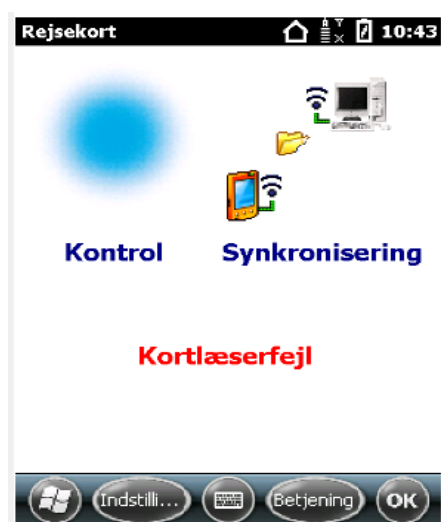 Rejsekort 10:43
Kontrol Synkronisering
Kortlæserfejl
Indstilli... Betjening OK